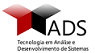 ADS
Tecnologia em Análise e
Desenvolvimento de Sistemas